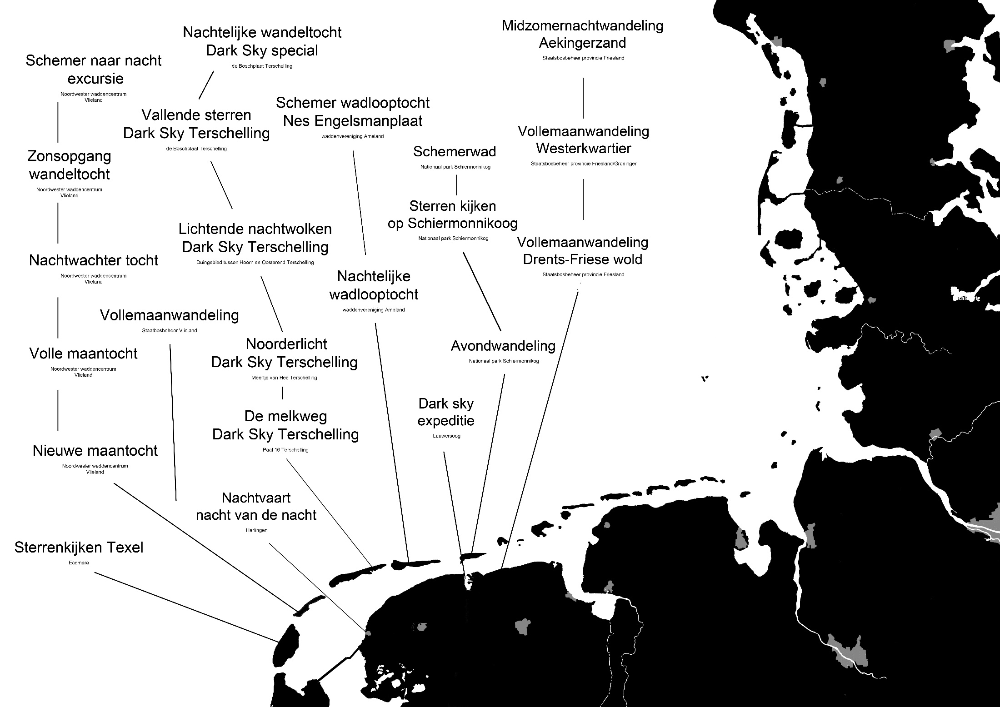 Schemer naar nacht
excursie
Noordwester waddencentrum
Vlieland
Zonsopgang
wandeltocht
Noordwester waddencentrum
Vlieland
Nachtwachter tocht
Noordwester waddencentrum
Vlieland
Volle maantocht
Noordwester waddencentrum
Vlieland
Nieuwe maantocht
Noordwester waddencentrum
Vlieland
Sterrenkijken Texel
Ecomare
Vollemaanwandeling
Staatbosbeheer Vlieland
Nachtelijke wandeltocht
Dark Sky special
de Boschplaat Terschelling
Vallende sterren
Dark Sky Terschelling
de Boschplaat Terschelling
Lichtende nachtwolken
Dark Sky Terschelling
Duingebied tussen Hoorn en Oosterend Terschelling
Noorderlicht
Dark Sky Terschelling
Meertje van Hee Terschelling
De melkweg
Dark Sky Terschelling
Paal 16 Terschelling
Nachtvaart
nacht van de nacht
Harlingen
Schemer wadlooptocht
Nes Engelsmanplaat
waddenvereniging Ameland
Nachtelijke
wadlooptocht
waddenvereniging Ameland
Schemerwad
Nationaal park Schiermonnikog
Sterren kijken
op Schiermonnikoog
Nationaal park Schiermonnikog
Avondwandeling
Nationaal park Schiermonnikog
Dark sky
expeditie
Lauwersoog
Midzomernachtwandeling
Aekingerzand
Staatsbosbeheer provincie Friesland
Vollemaanwandeling
Westerkwartier
Staatsbosbeheer provincie Friesland/Groningen
Vollemaanwandeling
Drents-Friese wold
Staatsbosbeheer provincie Friesland